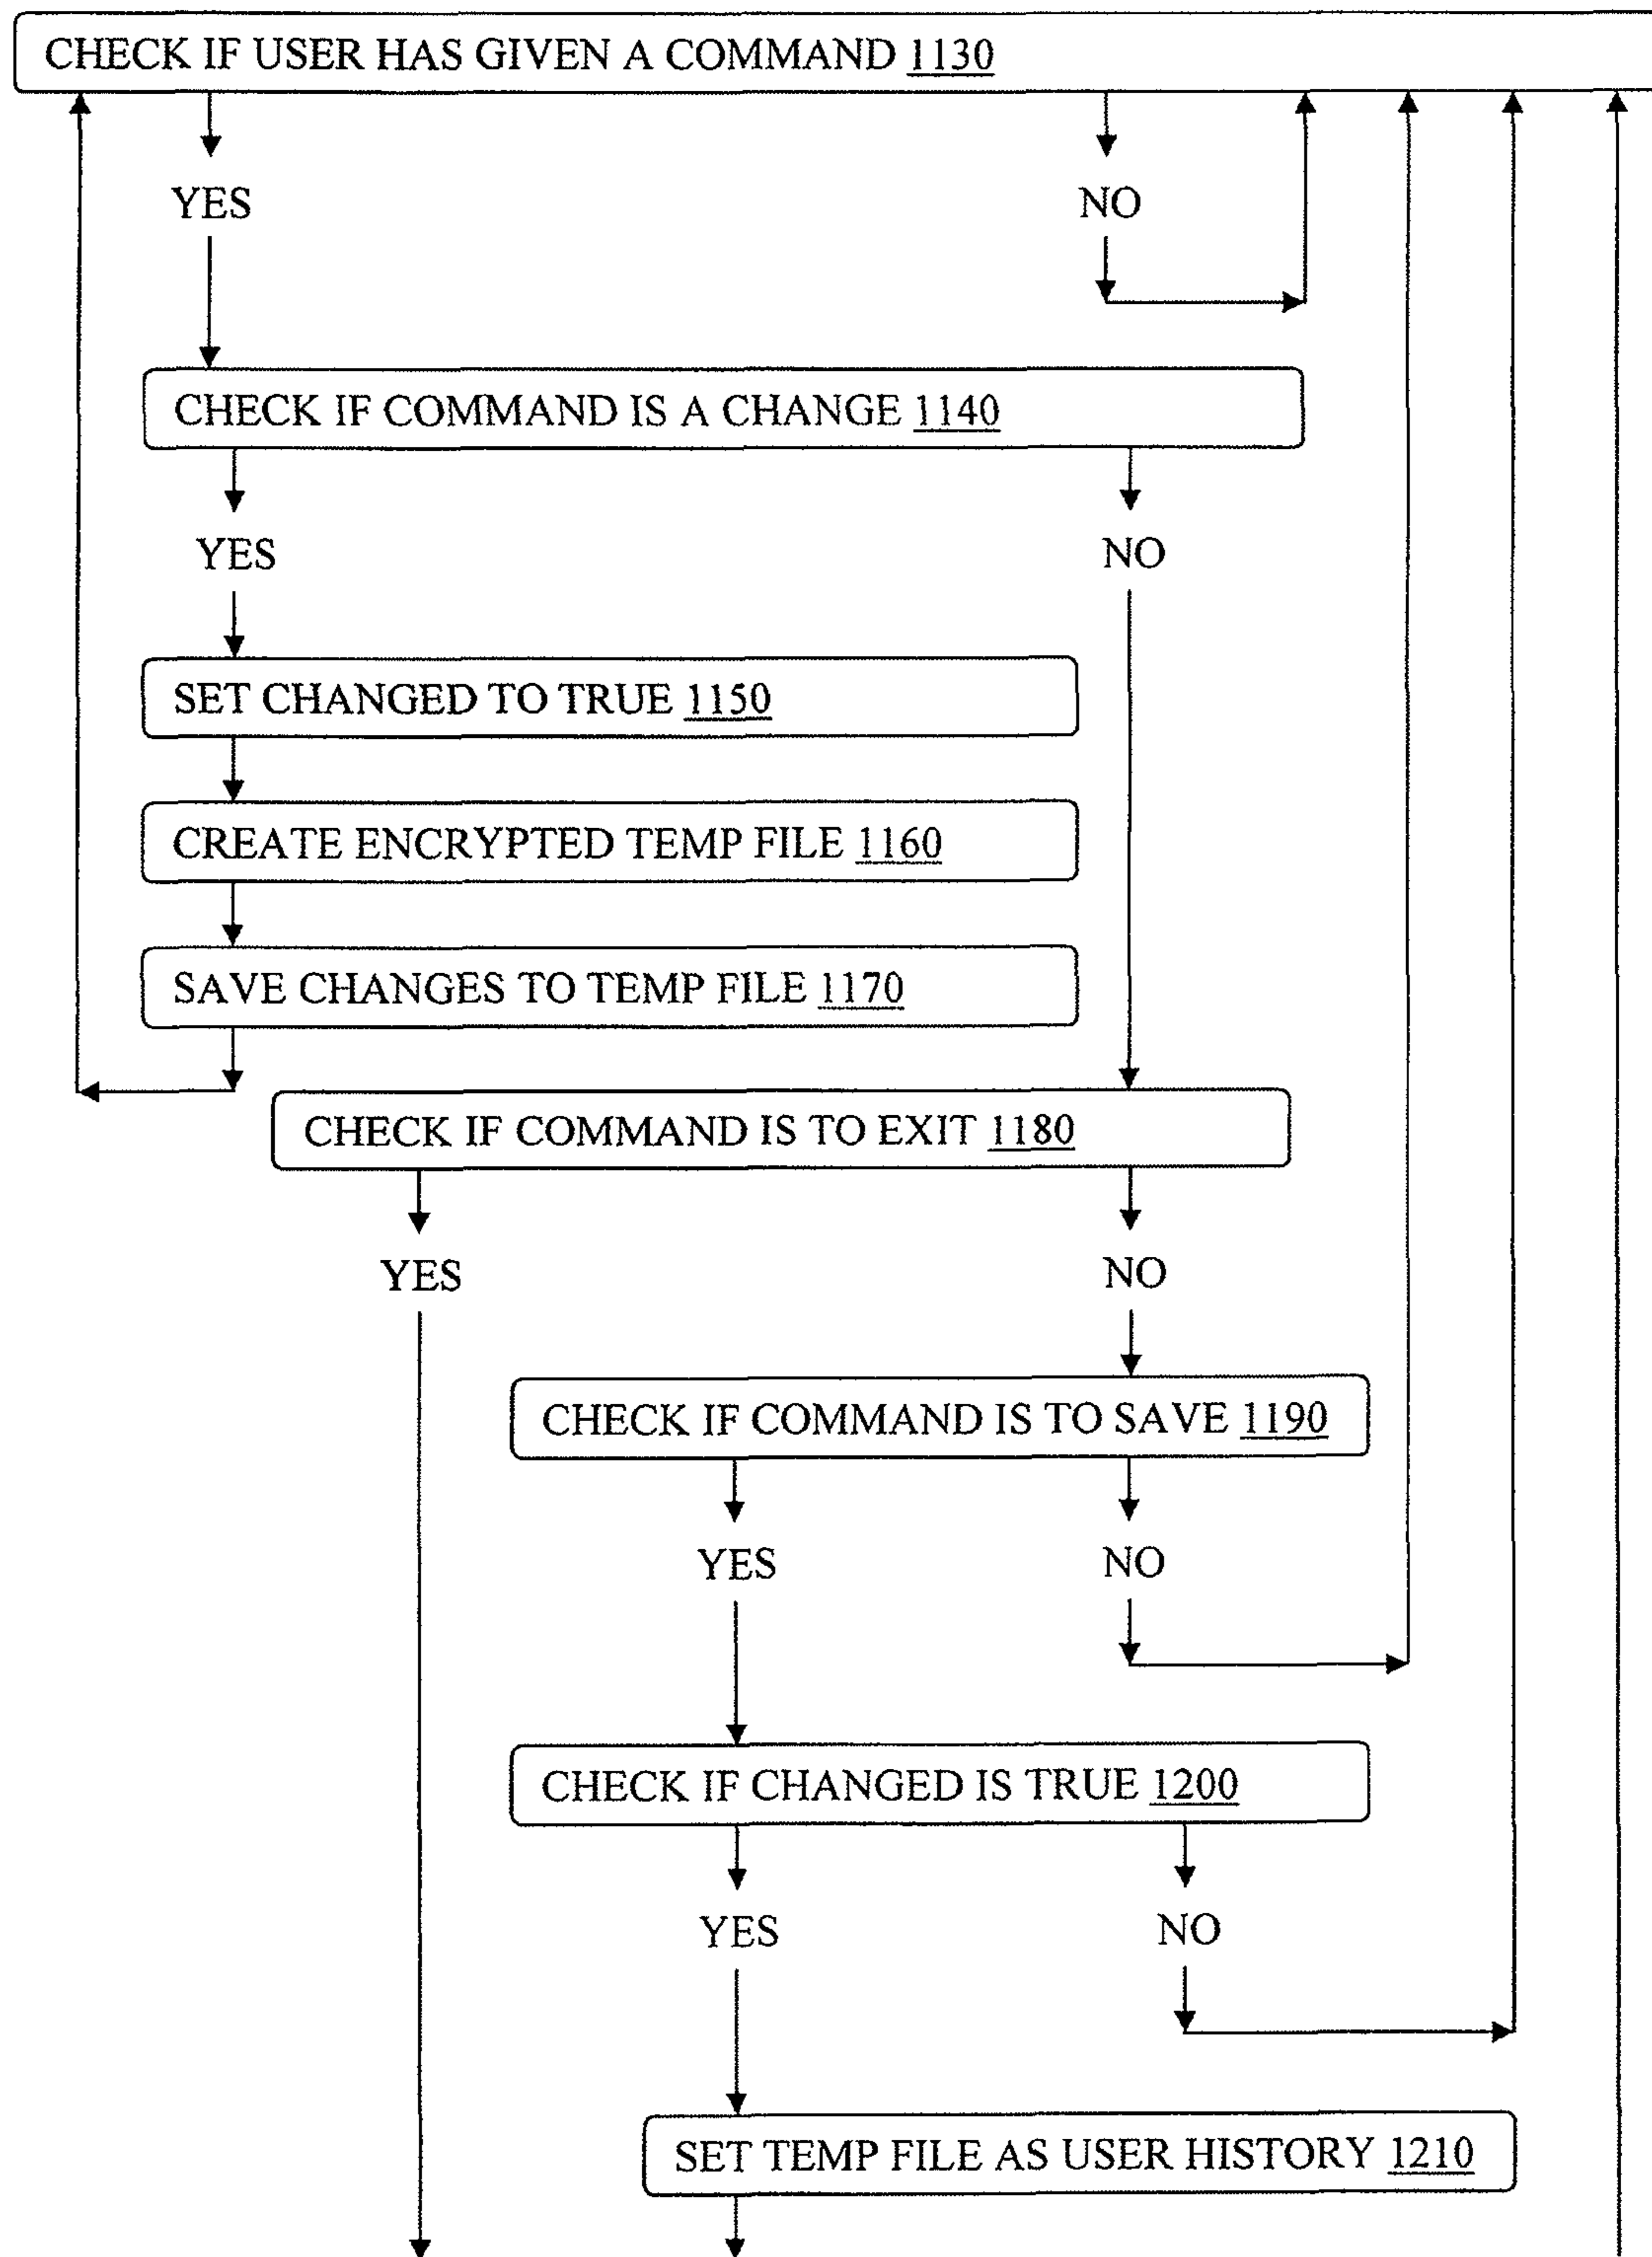 CHECK IF USER HAS GIVEN A COMMAND 1130
YES NO
CHECK IF COMMAND IS A CHANGE 1140
YES NO
SET CHANGED TO TRUE 1150
CREATE ENCRYPTED TEMP FILE 1160
SAVE CHANGES TO TEMP FILE 1170
CHECK IF COMMAND IS TO EXIT 1180
YES NO
CHECK IF COMMAND IS TO SAVE 1190
YES NO
CHECK IF CHANGED IS TRUE 1200
YES NO
SET TEMP FILE AS USER HISTORY 1210